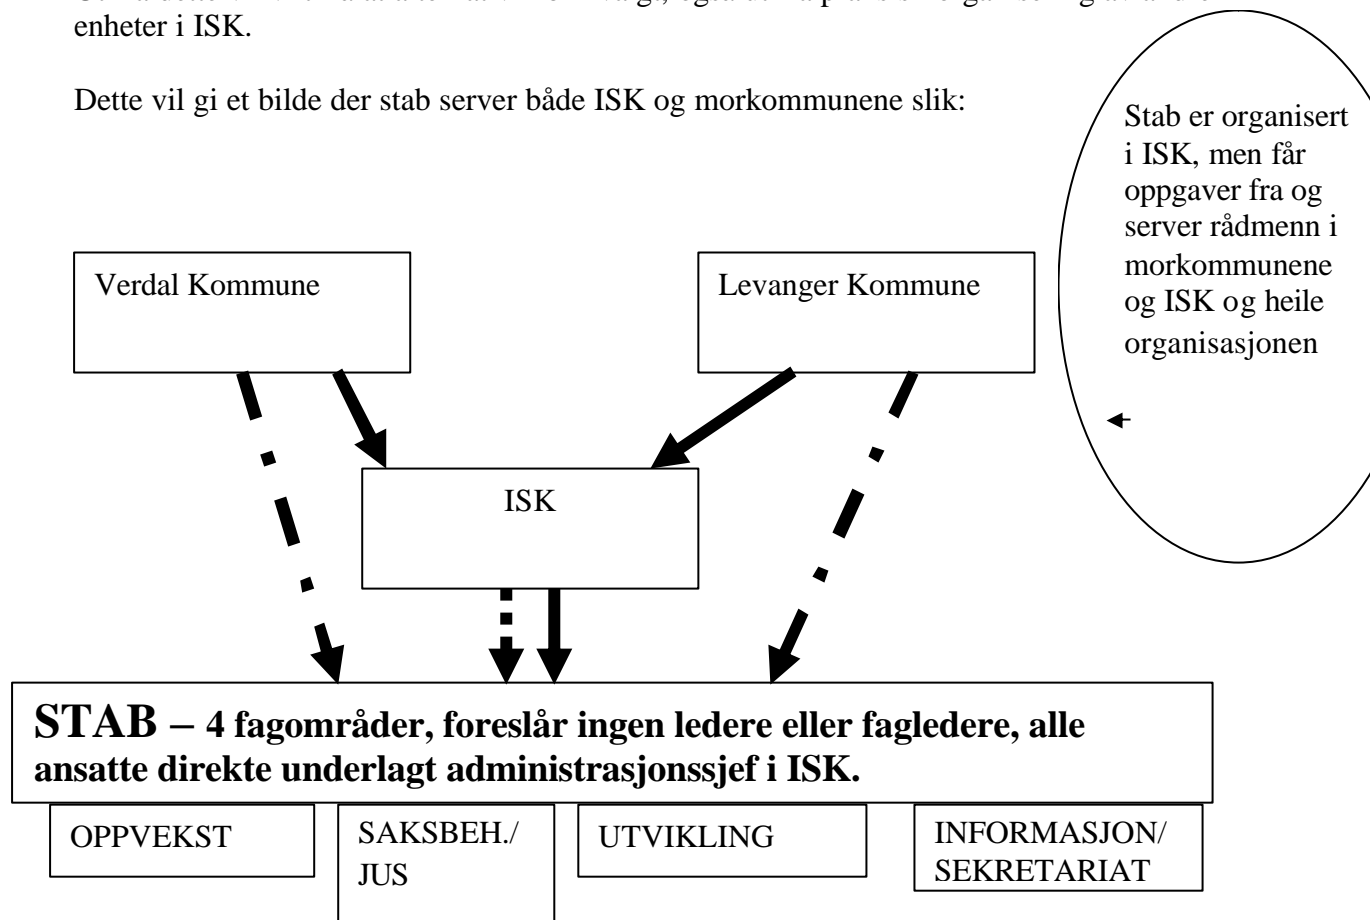 enheter i ISK.
Dette vil gi et bilde der stab server både ISK og morkommunene slik:
Stab er organisert
i ISK, men får
oppgaver fra og
server rådmenn i
morkommunene
og ISK og heile
organisasjonen
Verdal Kommune
Levanger Kommune
ISK
STAB – 4 fagområder, foreslår ingen ledere eller fagledere, alle
ansatte direkte underlagt administrasjonssjef i ISK.
OPPVEKST
SAKSBEH./
JUS
UTVIKLING
INFORMASJON/
SEKRETARIAT